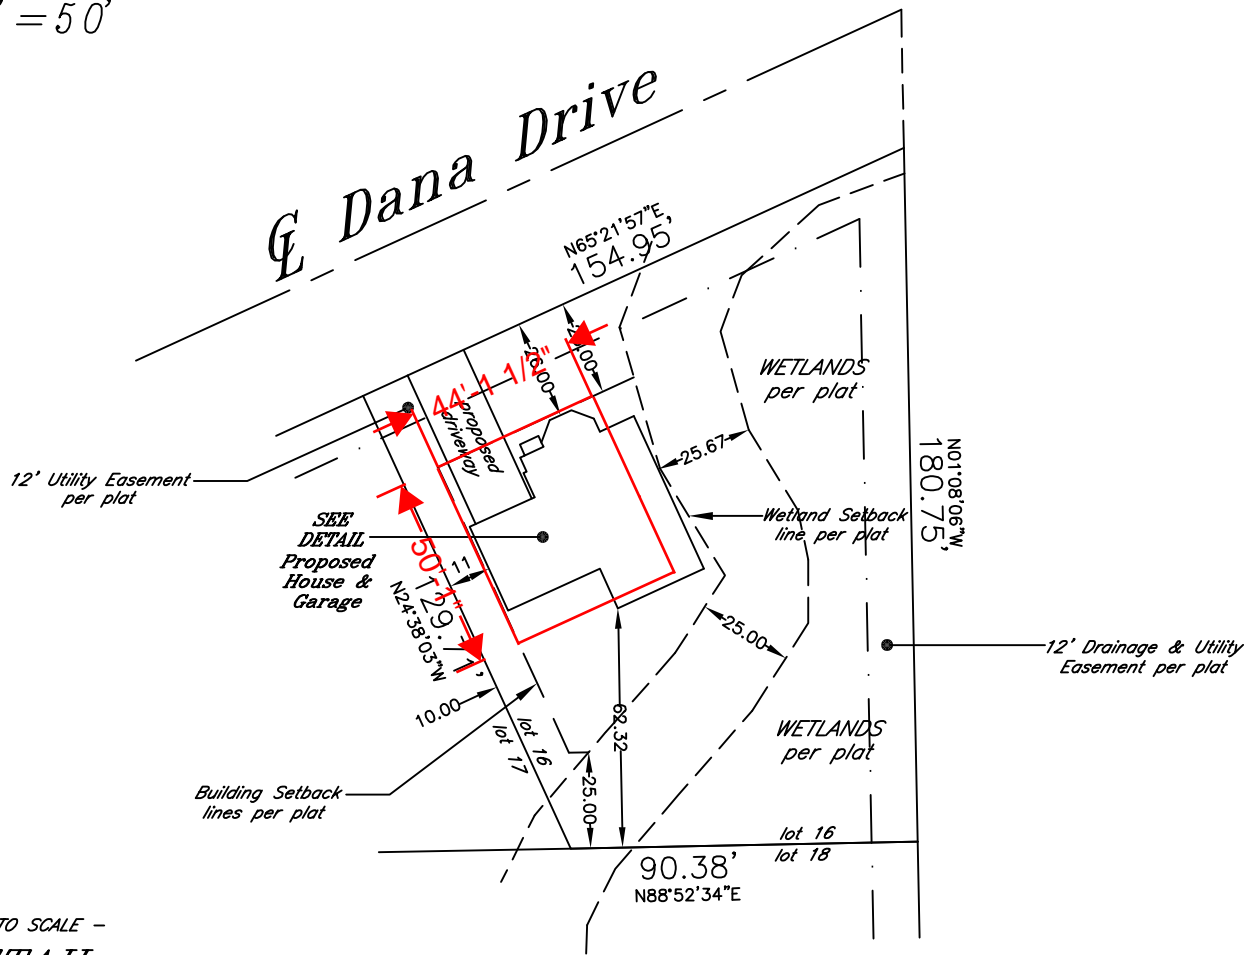 ' = 50'
℄ Dana Drive
N65°21'57"E
154.95'
44'-1 1/2"
26.00
25.00
proposed
driveway
WETLANDS
per plat
25.67
12' Utility Easement
per plat
SEE
DETAIL
Proposed
House &
Garage
50'-1"
11
N24°38'03"W
Wetland Setback
line per plat
N01°08'06"W
180.75'
25.00
12' Drainage & Utility
Easement per plat
10.00
lot 16
lot 17
62.32
WETLANDS
per plat
Building Setback
lines per plat
25.00
lot 16
lot 18
90.38'
N88°52'34"E
TO SCALE -